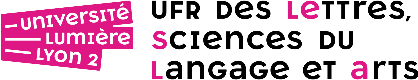 UNIVERSITÉ
LUMIÈRE
LYON 2
UFR DES LETTRES,
SCIENCES DU
LANGAGE ET ARTS